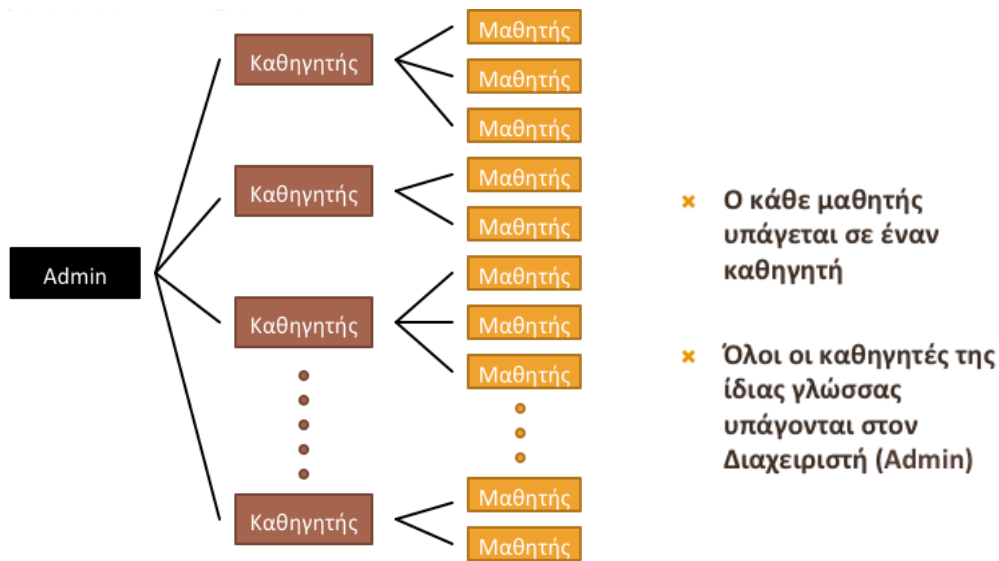 Admin
Καθηγητής
Μαθητής
Μαθητής
Μαθητής
Καθηγητής
Μαθητής
Μαθητής
Καθηγητής
Μαθητής
Μαθητής
Μαθητής
Καθηγητής
Μαθητής
Μαθητής
Ο κάθε μαθητής
υπάγεται σε έναν
καθηγητή
Όλοι οι καθηγητές της
ίδιας γλώσσας
υπάγονται στον
Διαχειριστή (Admin)